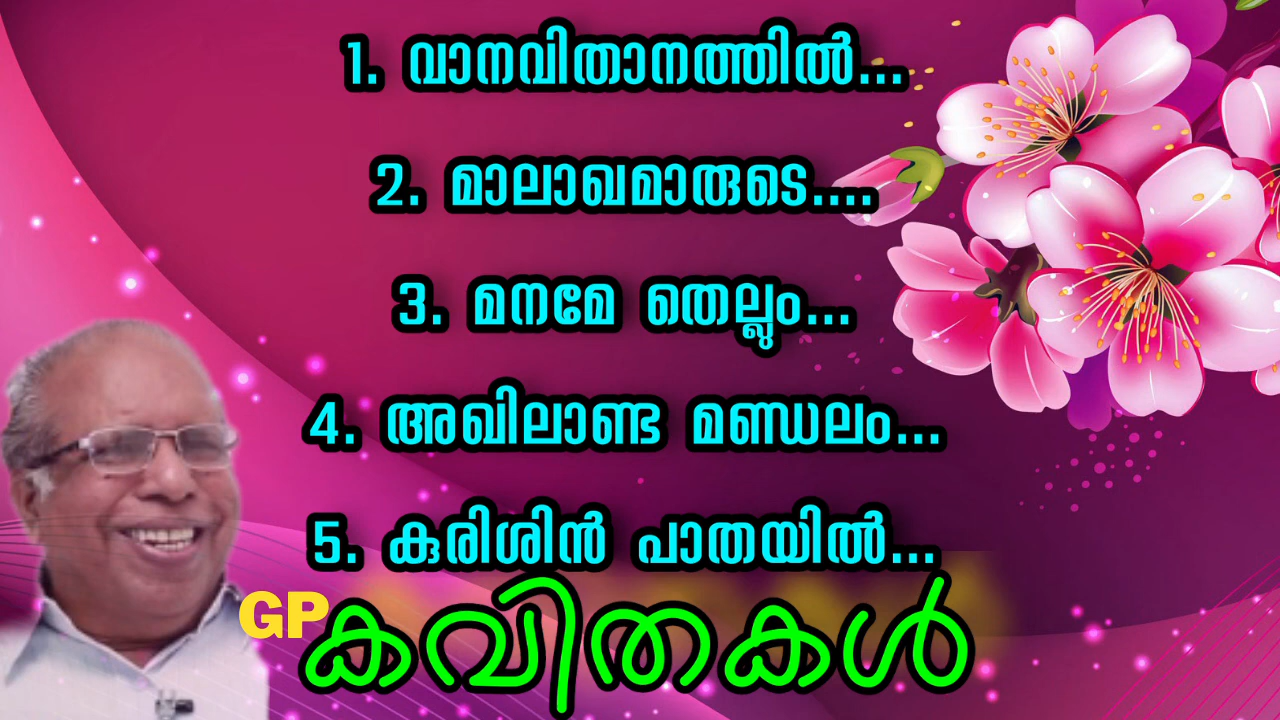 1. വാനവിതാനത്തിൽ...
2. മാലാഖമാരുടെ....
3. മനമേ തെല്ലും...
4. അഖിലാണ്ട മണ്ഡലം...
5. കുരിശിൻ പാതയിൽ...
GP കവിതകൾ